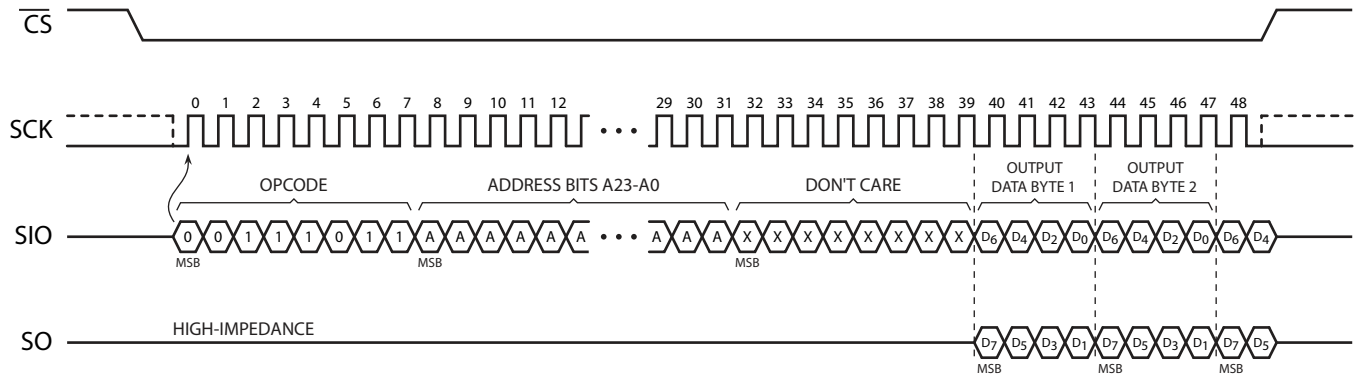 C̅S̅
0 1 2 3 4 5 6 7 8 9 10 11 12 29 30 31 32 33 34 35 36 37 38 39 40 41 42 43 44 45 46 47 48
SCK • • •
OPCODE ADDRESS BITS A23-A0 DON'T CARE OUTPUT DATA BYTE 1 OUTPUT DATA BYTE 2
SIO 0 0 1 1 1 0 1 1 A A A A A A • • • A A A X X X X X X X X D6 D4 D2 D0 D6 D4 D2 D0 D6 D4
MSB MSB MSB
HIGH-IMPEDANCE
SO D7 D5 D3 D1 D7 D5 D3 D1 D7 D5
MSB MSB MSB